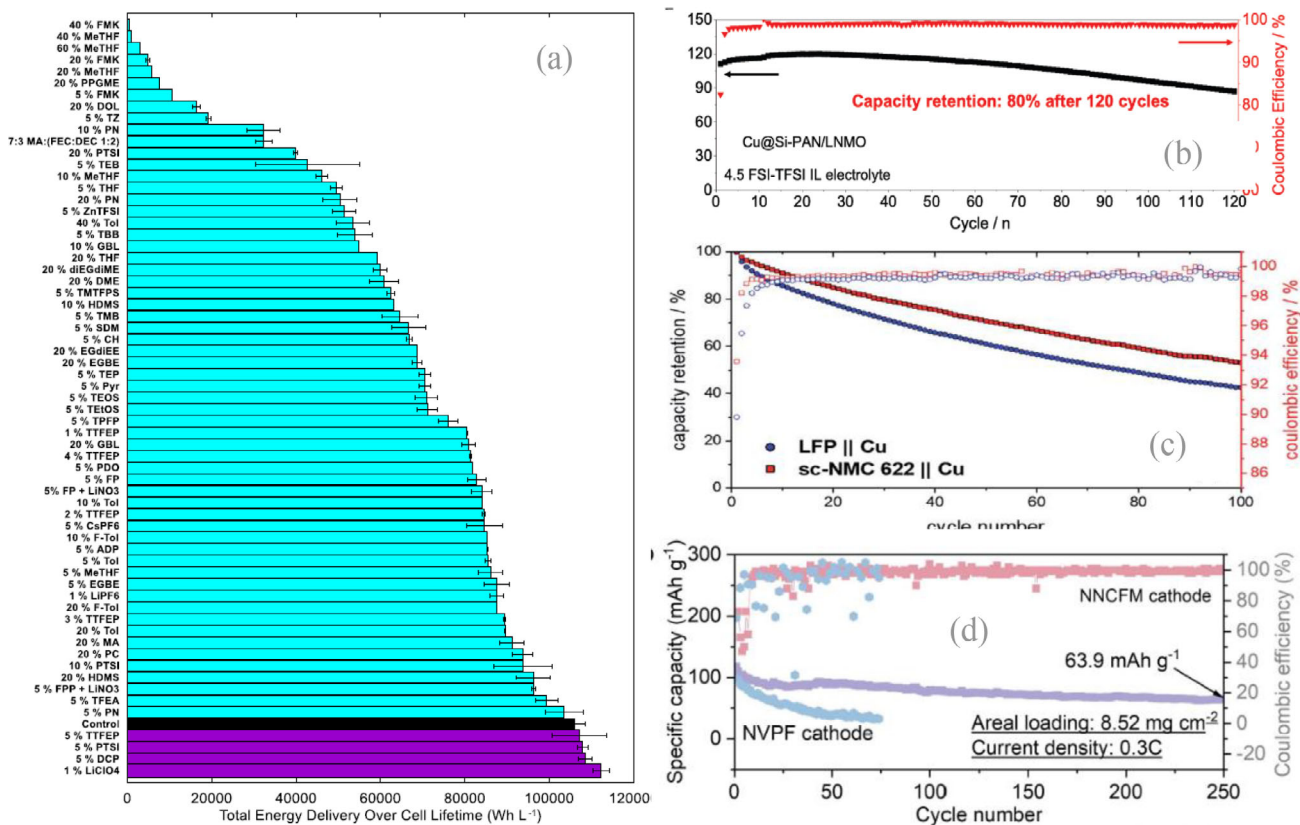 40 % FMK
40 % MeTHF
60 % MeTHF
20 % FMK
20 % MeTHF
20 % PPGME
5 % FMK
20 % DOL
5 % TZ
10 % PN
7:3 MA:(FEC:DEC 1:2)
20 % PTSI
5 % TEB
10 % MeTHF
5 % THF
20 % PN
5 % ZnTFSI
40 % Tol
5 % TBB
10 % GBL
20 % THF
20 % diEGdiME
20 % DME
5 % TMTFPS
10 % HDMS
5 % TMB
5 % SDM
5 % CH
20 % EGdiEE
20 % EGBE
5 % TEP
5 % Pyr
5 % TEOS
5 % TEtOS
5 % TPFP
1 % TTFEP
20 % GBL
4 % TTFEP
5 % PDO
5 % FP
5% FP + LiNO3
10 % Tol
2 % TTFEP
5 % CsPF6
10 % F-Tol
5 % ADP
5 % Tol
5 % MeTHF
5 % EGBE
1 % LiPF6
20 % F-Tol
3 % TTFEP
20 % Tol
20 % MA
20 % PC
10 % PTSI
20 % HDMS
5 % FPP + LiNO3
5 % TFEA
5 % PN
Control
5 % TTFEP
5 % PTSI
5 % DCP
1 % LiClO4
0 20000 40000 60000 80000 100000 12000
Total Energy Delivery Over Cell Lifetime (Wh L⁻¹)
(a)
150
120
90
60
30
0
100
90
80
Coulombic Efficiency / %
Capacity retention: 80% after 120 cycles
Cu@Si-PAN/LNMO
4.5 FSI-TFSI IL electrolyte
(b)
0 10 20 30 40 50 60 70 80 90 100 110 120
Cycle / n
100
80
60
40
20
0
capacity retention / %
100
98
96
94
92
90
88
86
coulombic efficiency / %
LFP || Cu
sc-NMC 622 || Cu
(c)
0 20 40 60 80 100
cycle number
300
200
100
0
Specific capacity (mAh g⁻¹)
100
80
60
40
20
0
-20
Coulombic efficiency (%)
NNCFM cathode
(d)
63.9 mAh g⁻¹
NVPF cathode
Areal loading: 8.52 mg cm⁻²
Current density: 0.3C
0 50 100 150 200 250
Cycle number